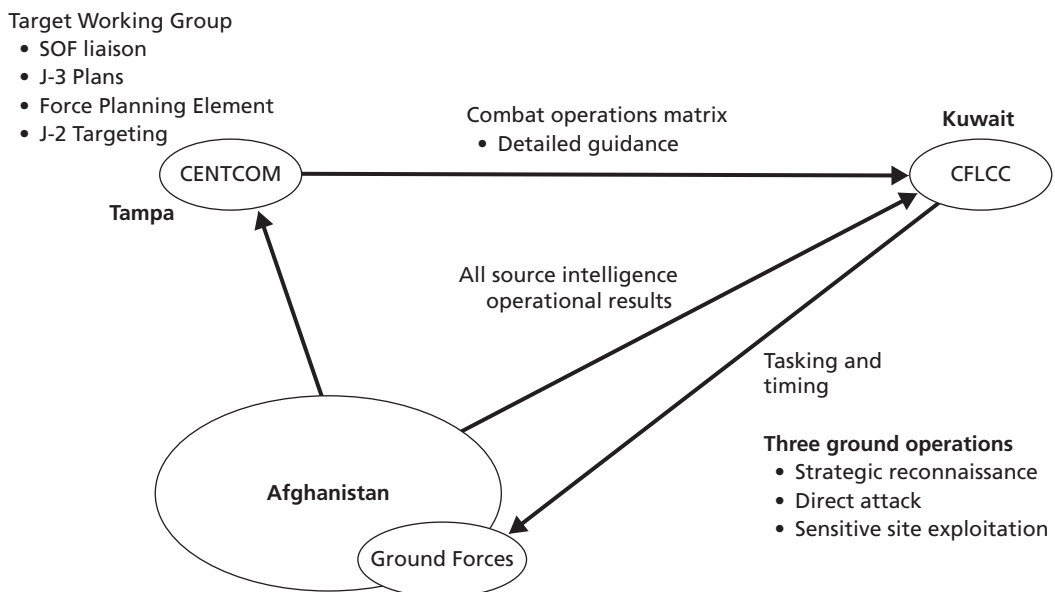 Target Working Group
• SOF liaison
• J-3 Plans
• Force Planning Element
• J-2 Targeting
CENTCOM
Tampa
Combat operations matrix
• Detailed guidance
Kuwait
CFLCC
All source intelligence
operational results
Tasking and
timing
Three ground operations
• Strategic reconnaissance
• Direct attack
• Sensitive site exploitation
Afghanistan
Ground Forces